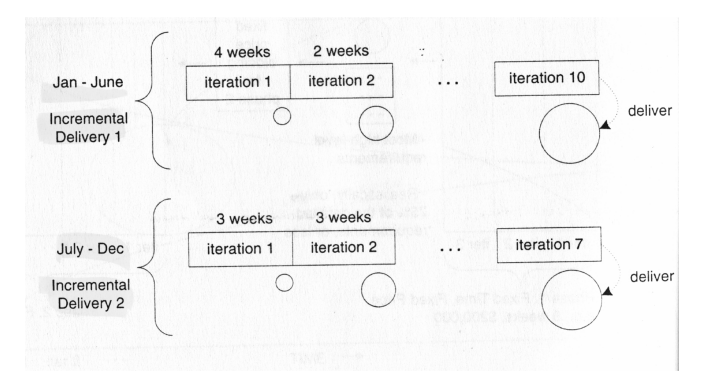 4 weeks 2 weeks
Jan - June
iteration 1 iteration 2 ... iteration 10
deliver
Incremental
Delivery 1
3 weeks 3 weeks
July - Dec
iteration 1 iteration 2 ... iteration 7
deliver
Incremental
Delivery 2